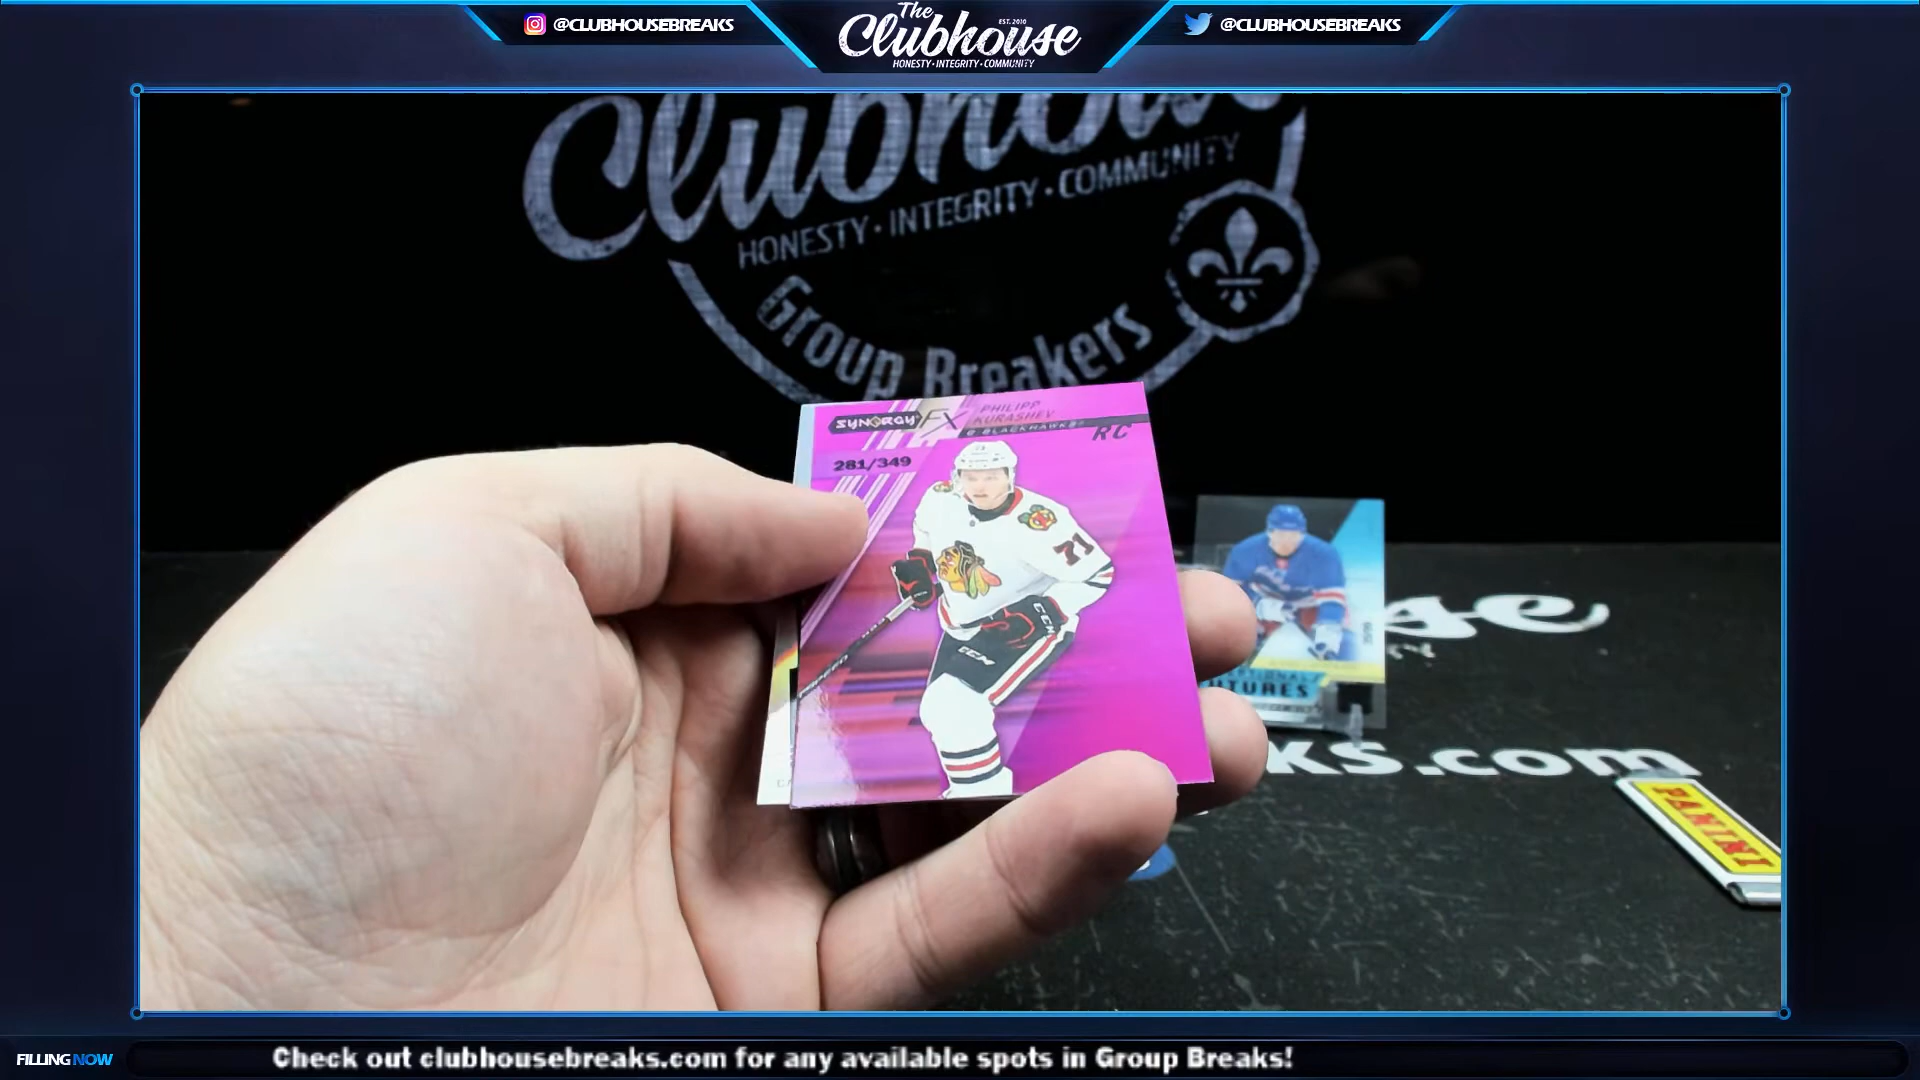 @CLUBHOUSEBREAKS
The
EST. 2010
Clubhouse
HONESTY · INTEGRITY · COMMUNITY
@CLUBHOUSEBREAKS
Clubhouse
HONESTY · INTEGRITY · COMMUNITY
Group Breakers
SYNERGY FX
PHILIPP
KURASHEV
BLACKHAWKS
RC
281/349
71
CCM
CCM
se
KS.com
PANINI
FILLING NOW
Check out clubhousebreaks.com for any available spots in Group Breaks!